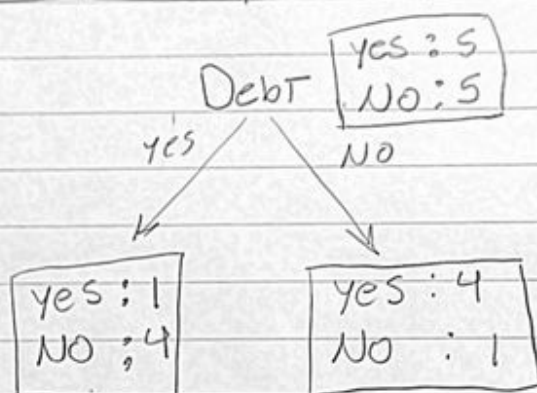 yes : 5
Debt
No : 5
yes
NO
yes : 1
NO : 4
yes : 4
NO : 1